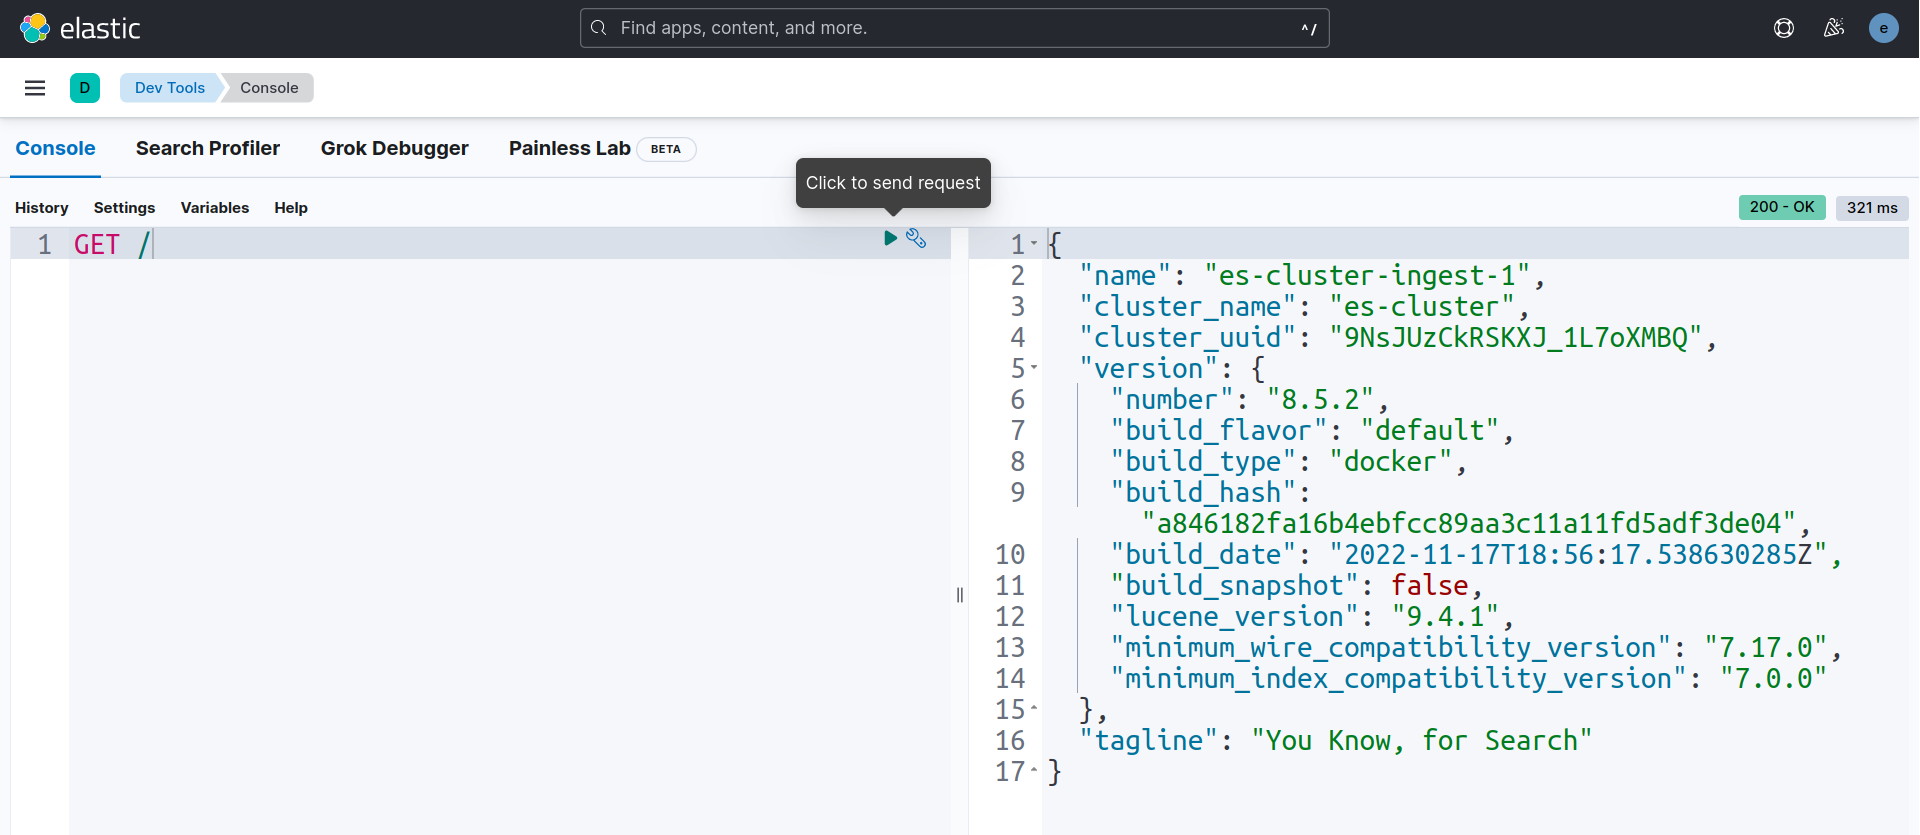 elastic
Find apps, content, and more.
^/
e
D
Dev Tools
Console
Console
Search Profiler
Grok Debugger
Painless Lab
BETA
Click to send request
History
Settings
Variables
Help
200 - OK
321 ms
1 GET /
1 {
2 "name": "es-cluster-ingest-1",
3 "cluster_name": "es-cluster",
4 "cluster_uuid": "9NsJUzCkRSKXJ_1L7oXMBQ",
5 "version": {
6 "number": "8.5.2",
7 "build_flavor": "default",
8 "build_type": "docker",
9 "build_hash":
"a846182fa16b4ebfcc89aa3c11a11fd5adf3de04",
10 "build_date": "2022-11-17T18:56:17.538630285Z",
11 "build_snapshot": false,
12 "lucene_version": "9.4.1",
13 "minimum_wire_compatibility_version": "7.17.0",
14 "minimum_index_compatibility_version": "7.0.0"
15 },
16 "tagline": "You Know, for Search"
17 }